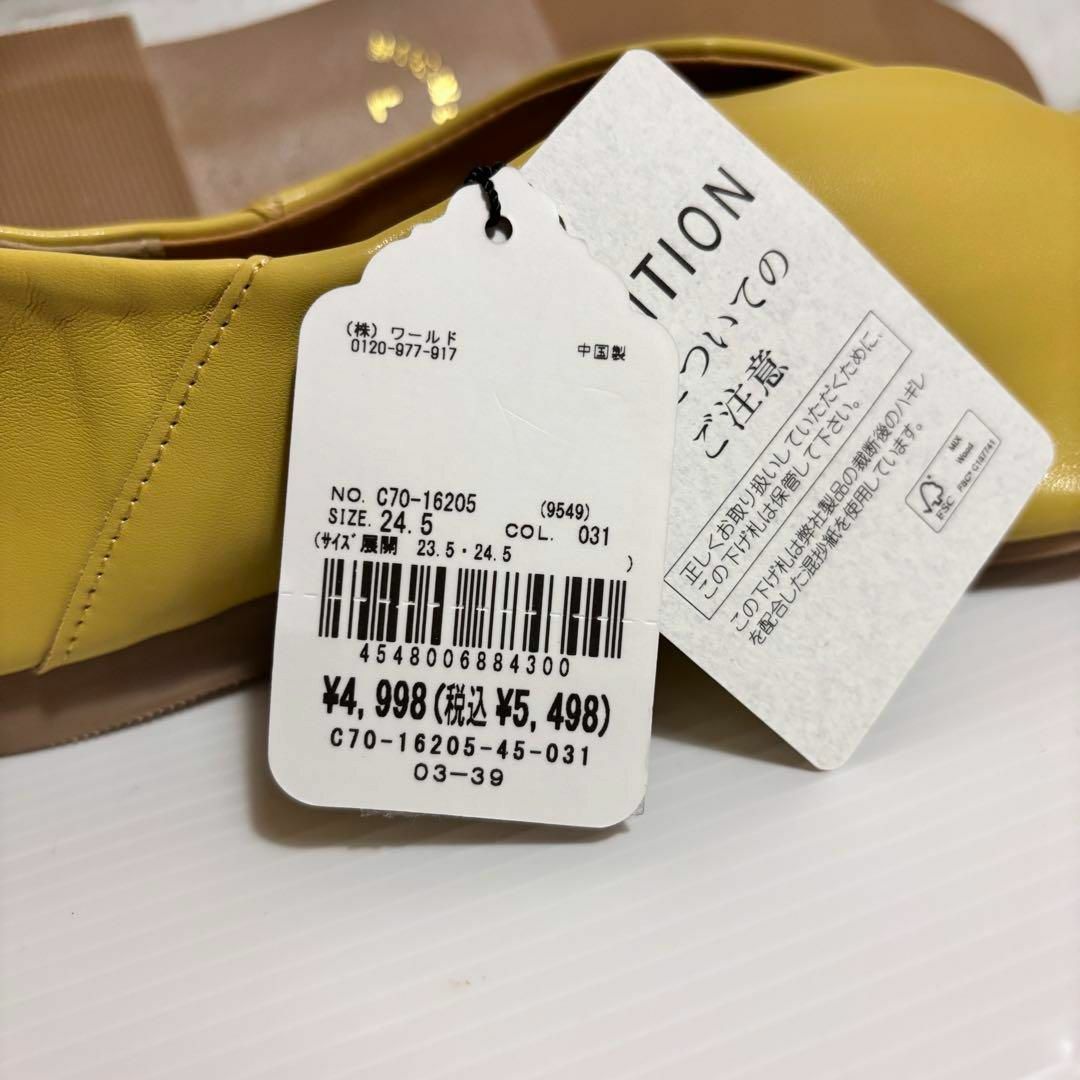 (株) ワールド
0120-977-917
中国製
NO. C70-16205 (9549)
SIZE. 24.5 COL. 031
(サイズ展開 23.5・24.5 )
4548006884300
¥4,998(税込¥5,498)
C70-16205-45-031
03-39
ついての
ご注意
正しくお取り扱いしていただくために、
この下げ札は保管して下さい。
この下げ札は弊社製品の裁断後のハギレ
を配合した混抄紙を使用しています。
FSC
MIX
Wood